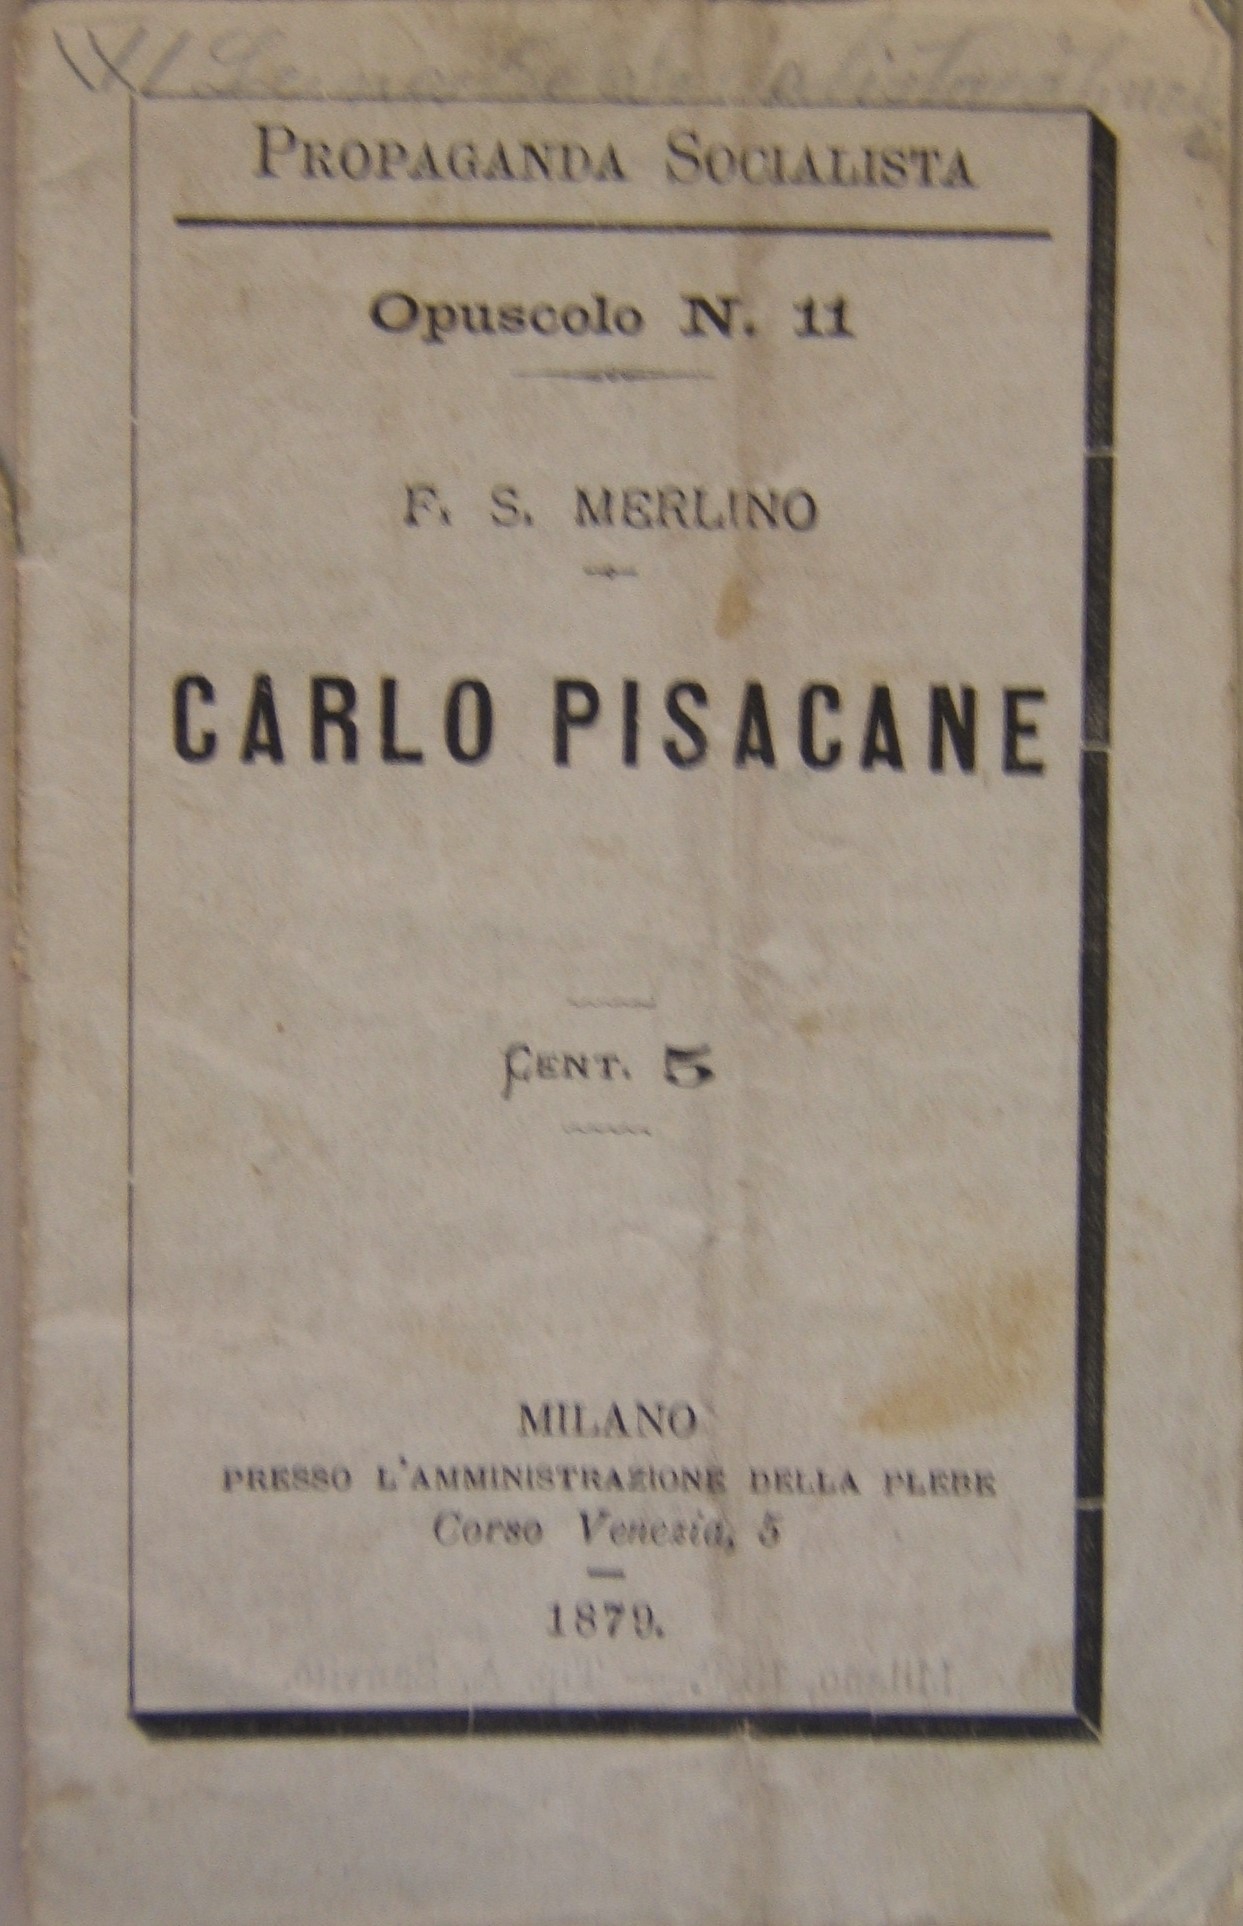 PROPAGANDA SOCIALISTA
Opuscolo N. 11
F. S. MERLINO
CARLO PISACANE
CENT. 5
MILANO
PRESSO L'AMMINISTRAZIONE DELLA PLEBE
Corso Venezia, 5
1879.